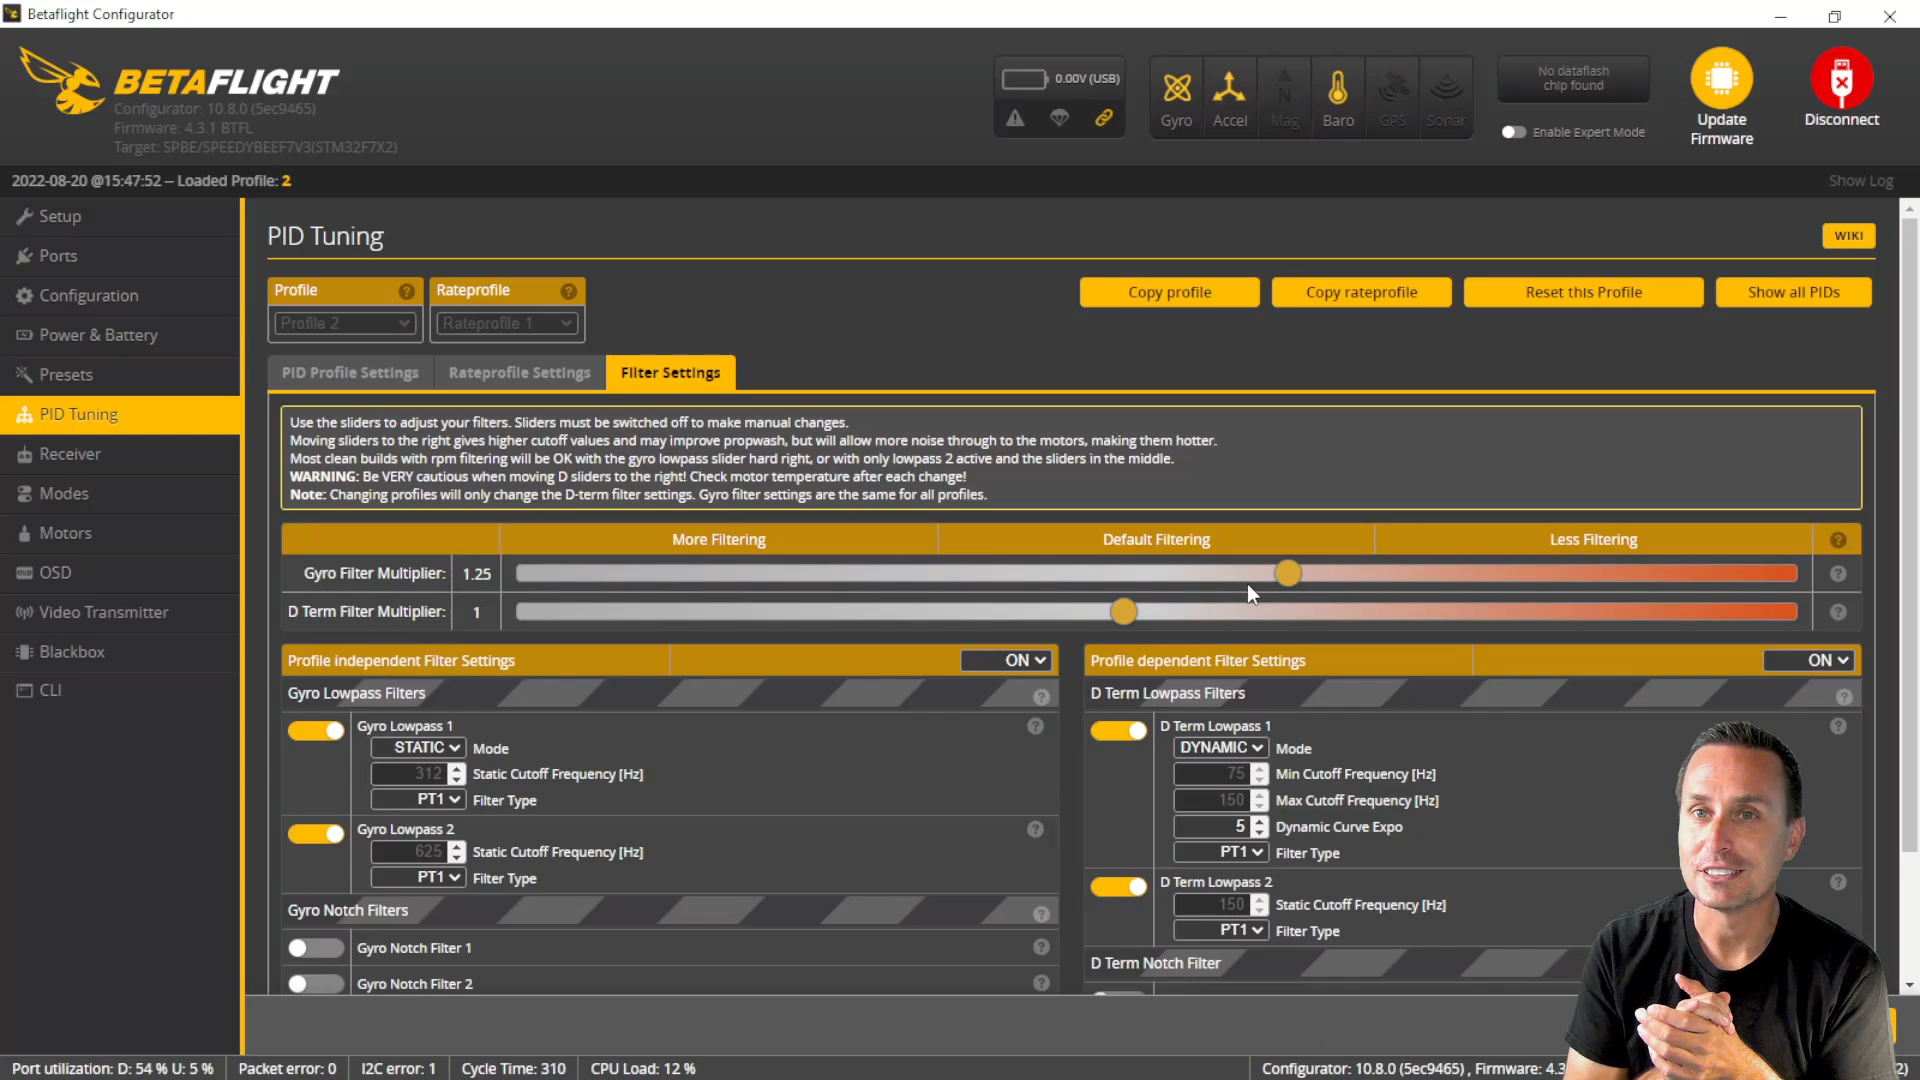 Betaflight Configurator
BETAFLIGHT
Configurator: 10.8.0 (5ec9465)
Firmware: 4.3.1 BTFL
Target: SPBE/SPEEDYBEEF7V3(STM32F7X2)
0.00V (USB)
Gyro
Accel
Mag
Baro
GPS
Sonar
No dataflash
chip found
Enable Expert Mode
Update
Firmware
Disconnect
2022-08-20 @15:47:52 -- Loaded Profile: 2
Show Log
Setup
Ports
Configuration
Power & Battery
Presets
PID Tuning
Receiver
Modes
Motors
OSD
Video Transmitter
Blackbox
CLI
PID Tuning
WIKI
Profile
Profile 2
Rateprofile
Rateprofile 1
Copy profile
Copy rateprofile
Reset this Profile
Show all PIDs
PID Profile Settings
Rateprofile Settings
Filter Settings
Use the sliders to adjust your filters. Sliders must be switched off to make manual changes.
Moving sliders to the right gives higher cutoff values and may improve propwash, but will allow more noise through to the motors, making them hotter.
Most clean builds with rpm filtering will be OK with the gyro lowpass slider hard right, or with only lowpass 2 active and the sliders in the middle.
WARNING: Be VERY cautious when moving D sliders to the right! Check motor temperature after each change!
Note: Changing profiles will only change the D-term filter settings. Gyro filter settings are the same for all profiles.
More Filtering
Default Filtering
Less Filtering
Gyro Filter Multiplier: 1.25
D Term Filter Multiplier: 1
Profile independent Filter Settings
ON
Gyro Lowpass Filters
Gyro Lowpass 1
STATIC Mode
312 Static Cutoff Frequency [Hz]
PT1 Filter Type
Gyro Lowpass 2
625 Static Cutoff Frequency [Hz]
PT1 Filter Type
Gyro Notch Filters
Gyro Notch Filter 1
Gyro Notch Filter 2
Profile dependent Filter Settings
ON
D Term Lowpass Filters
D Term Lowpass 1
DYNAMIC Mode
75 Min Cutoff Frequency [Hz]
150 Max Cutoff Frequency [Hz]
5 Dynamic Curve Expo
PT1 Filter Type
D Term Lowpass 2
150 Static Cutoff Frequency [Hz]
PT1 Filter Type
D Term Notch Filter
Port utilization: D: 54 % U: 5 %
Packet error: 0
I2C error: 1
Cycle Time: 310
CPU Load: 12 %
Configurator: 10.8.0 (5ec9465) , Firmware: 4.3
2)